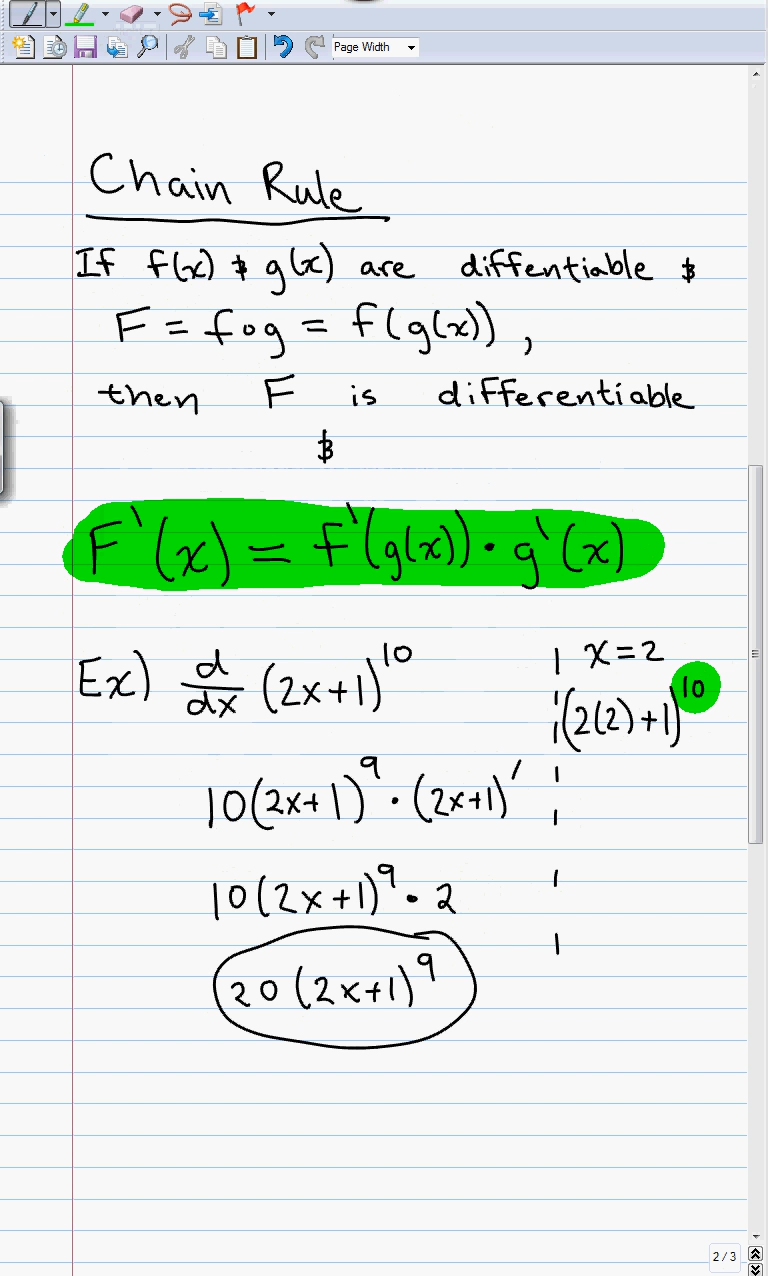 Page Width
Chain Rule
If f(x) & g(x) are diffentiable &
F = f∘g = f(g(x)),
then F is differentiable
&
F'(x) = f'(g(x)) · g'(x)
Ex) d/dx (2x+1)^10
10(2x+1)^9 · (2x+1)'
10(2x+1)^9 · 2
20(2x+1)^9
x=2
(2(2)+1)^10
2/3